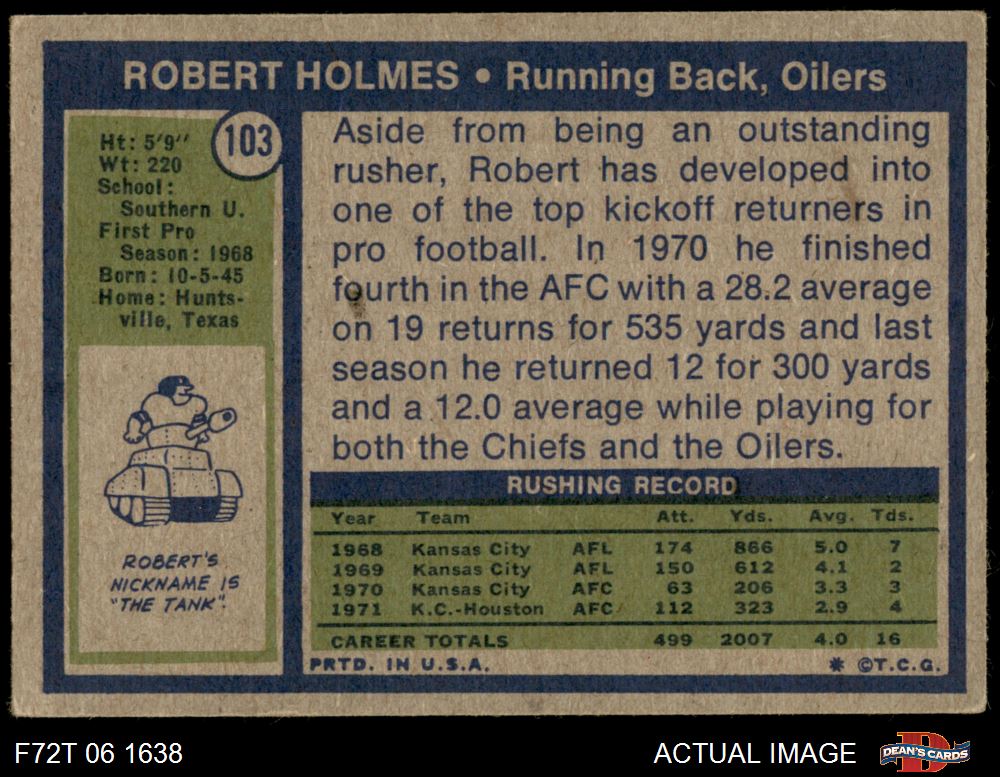 ROBERT HOLMES • Running Back, Oilers
103
Ht: 5'9"
Wt: 220
School:
Southern U.
First Pro
Season: 1968
Born: 10-5-45
Home: Hunts-
ville, Texas
ROBERT'S
NICKNAME IS
"THE TANK".
Aside from being an outstanding
rusher, Robert has developed into
one of the top kickoff returners in
pro football. In 1970 he finished
fourth in the AFC with a 28.2 average
on 19 returns for 535 yards and last
season he returned 12 for 300 yards
and a 12.0 average while playing for
both the Chiefs and the Oilers.
RUSHING RECORD
Year Team Att. Yds. Avg. Tds.
1968 Kansas City AFL 174 866 5.0 7
1969 Kansas City AFL 150 612 4.1 2
1970 Kansas City AFC 63 206 3.3 3
1971 K.C.-Houston AFC 112 323 2.9 4
CAREER TOTALS 499 2007 4.0 16
PRTD. IN U.S.A. * ©T.C.G.
F72T 06 1638 ACTUAL IMAGE DEAN'S CARDS